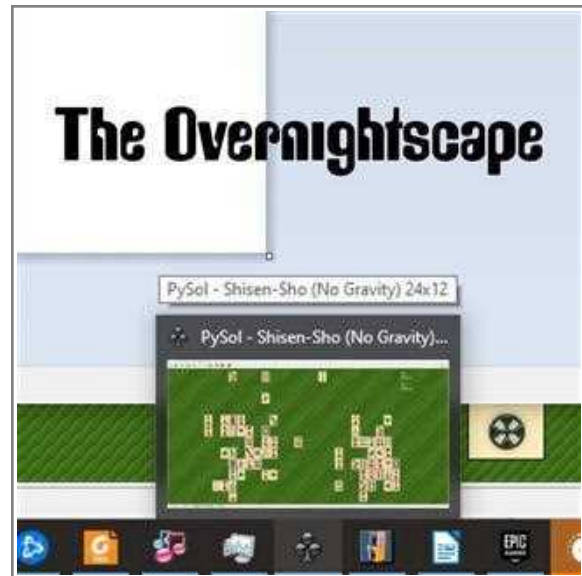 The Overnightscape
PySol - Shisen-Sho (No Gravity) 24x12
PySol - Shisen-Sho (No Gravity)...
EPIC